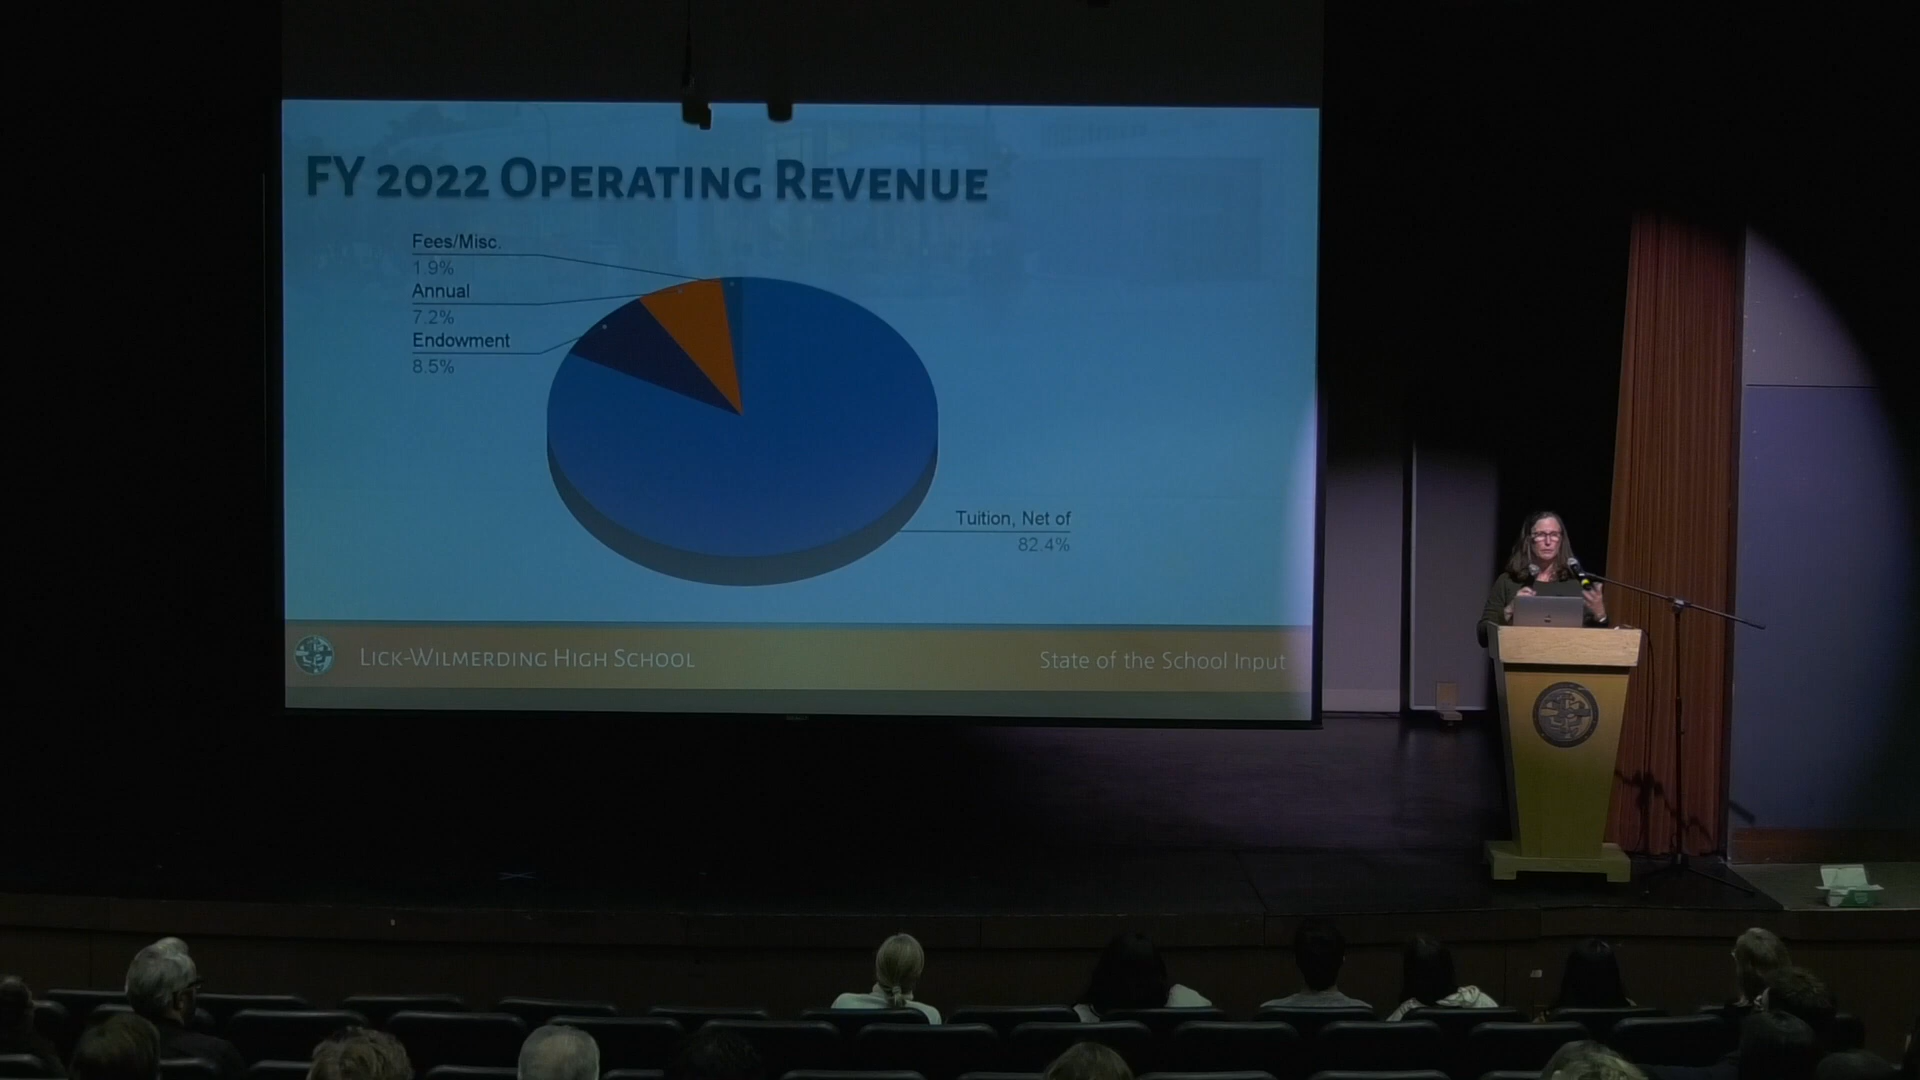 FY 2022 Operating Revenue
Fees/Misc.
1.9%
Annual
7.2%
Endowment
8.5%
Tuition, Net of
82.4%
Lick-Wilmerding High School
State of the School Input